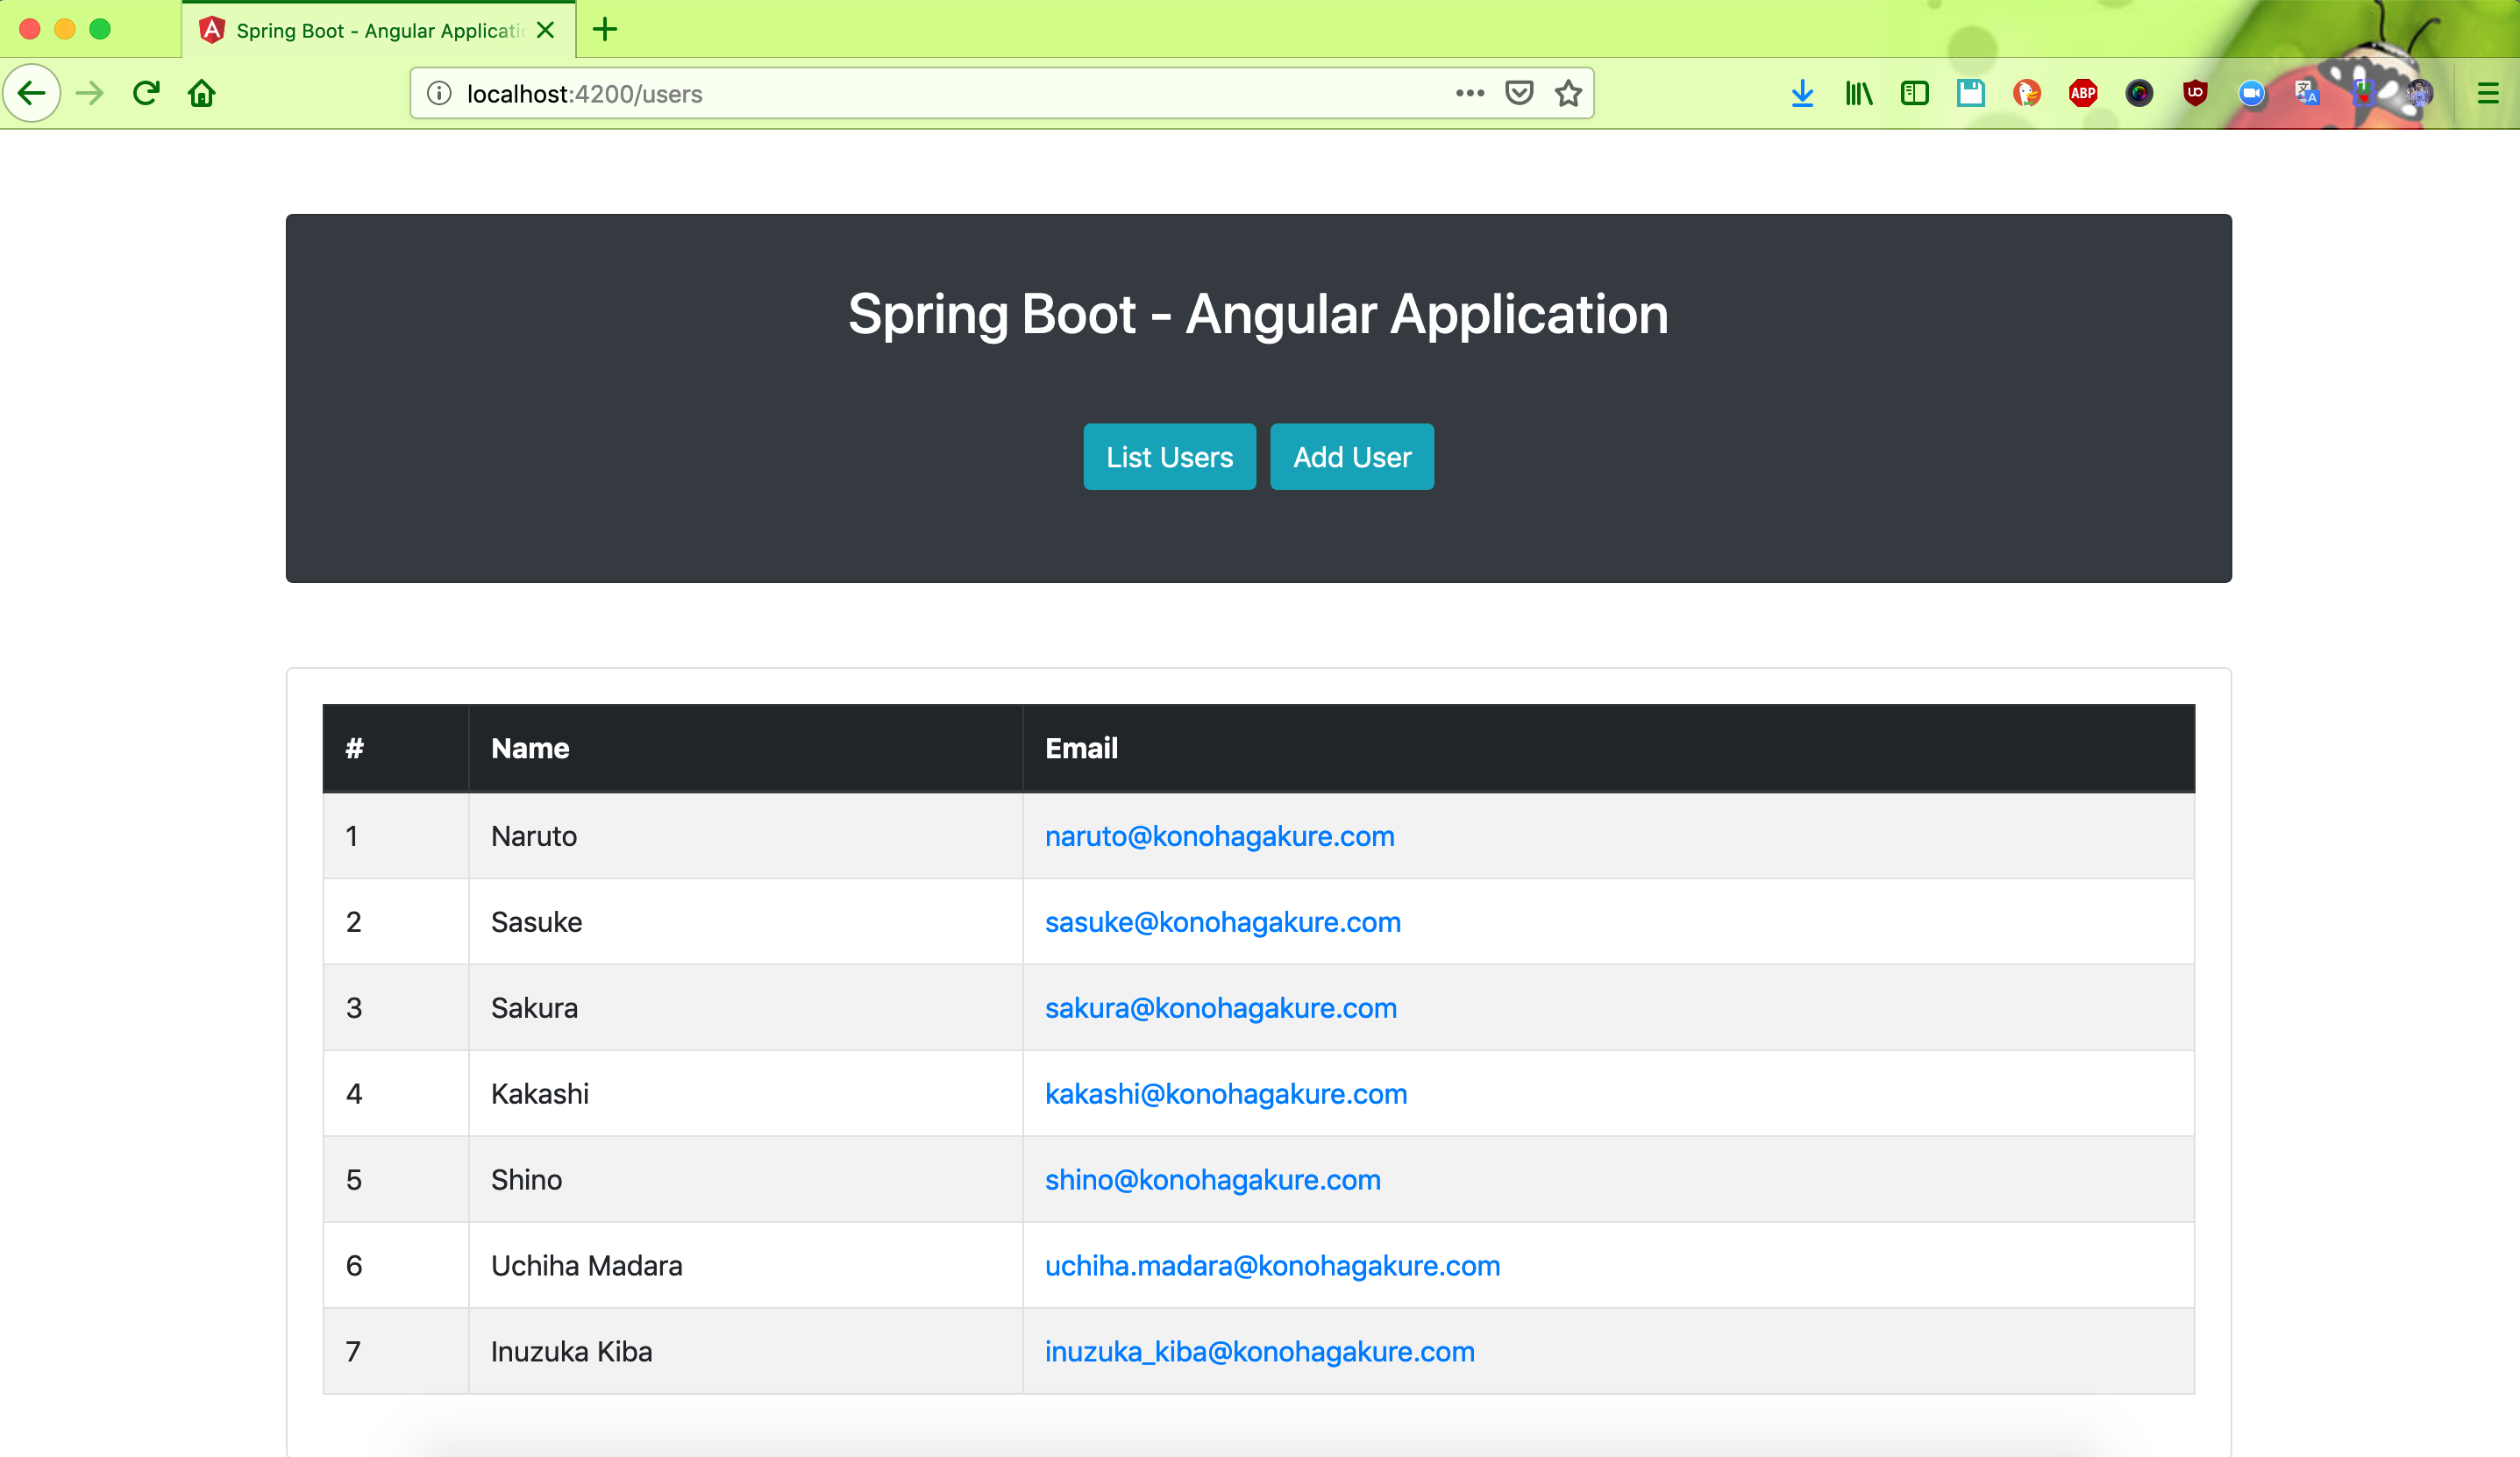 Spring Boot - Angular Applicati
localhost:4200/users
ABP
Spring Boot - Angular Application
List Users Add User
# Name Email
1 Naruto naruto@konohagakure.com
2 Sasuke sasuke@konohagakure.com
3 Sakura sakura@konohagakure.com
4 Kakashi kakashi@konohagakure.com
5 Shino shino@konohagakure.com
6 Uchiha Madara uchiha.madara@konohagakure.com
7 Inuzuka Kiba inuzuka_kiba@konohagakure.com